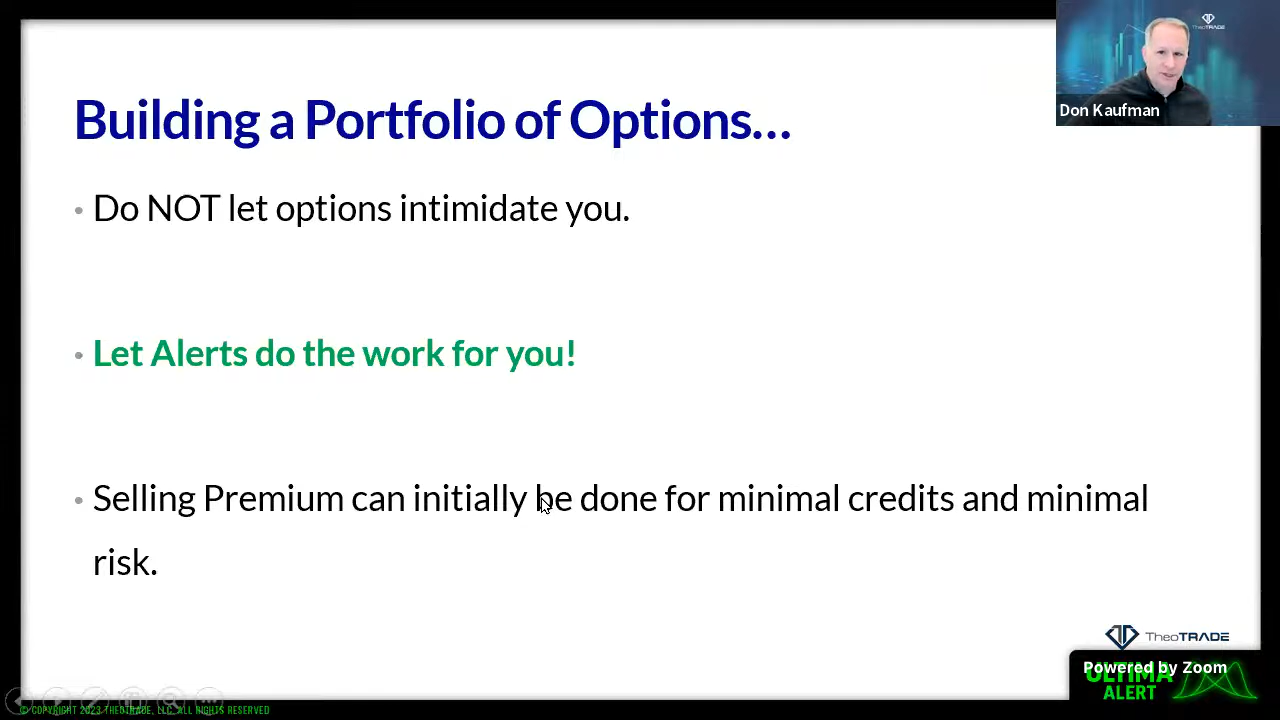 TheoTRADE
Don Kaufman
Building a Portfolio of Options...
• Do NOT let options intimidate you.
• Let Alerts do the work for you!
• Selling Premium can initially be done for minimal credits and minimal
risk.
TheoTRADE
Powered by Zoom
ULTIMA
ALERT
© COPYRIGHT 2023 THEOTRADE, LLC. ALL RIGHTS RESERVED